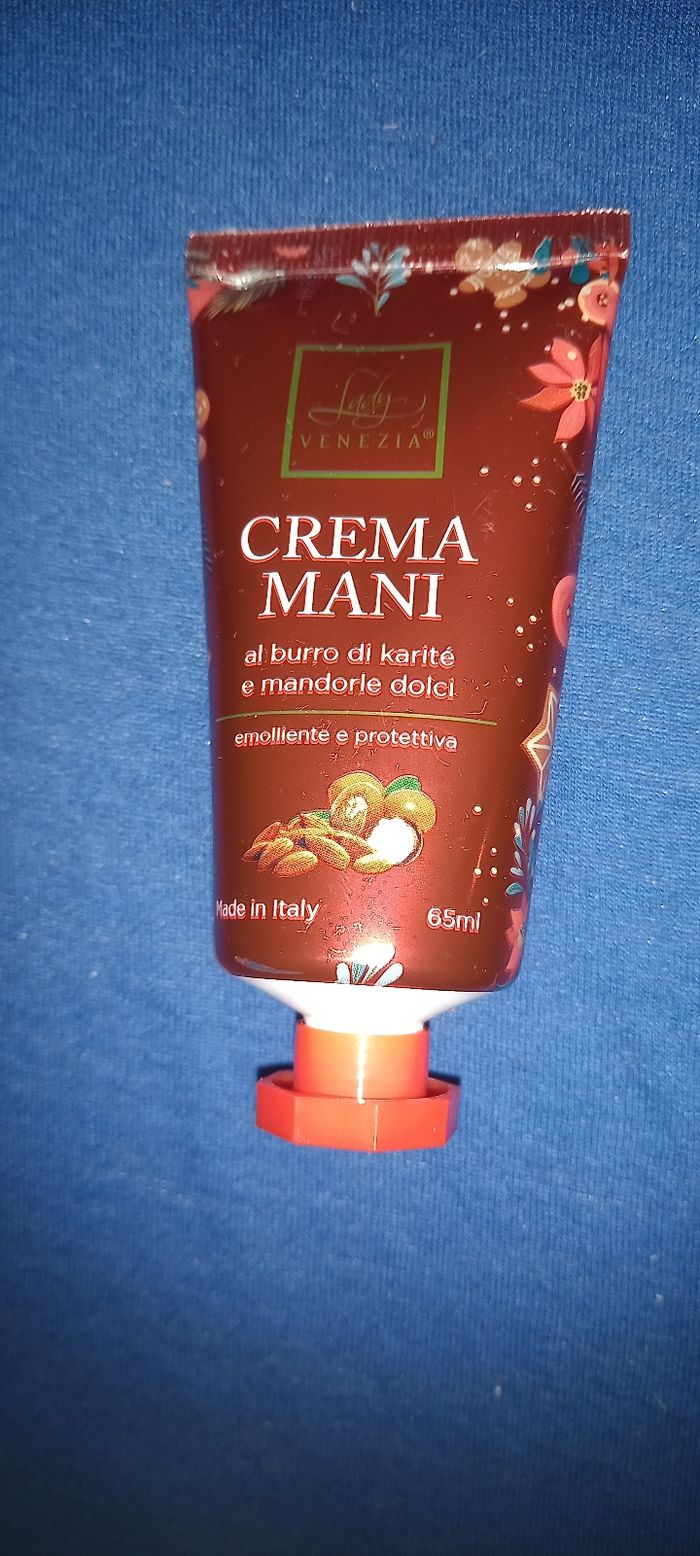 Lady
VENEZIA®
CREMA
MANI
al burro di karité
e mandorle dolci
emolliente e protettiva
Made in Italy
65ml